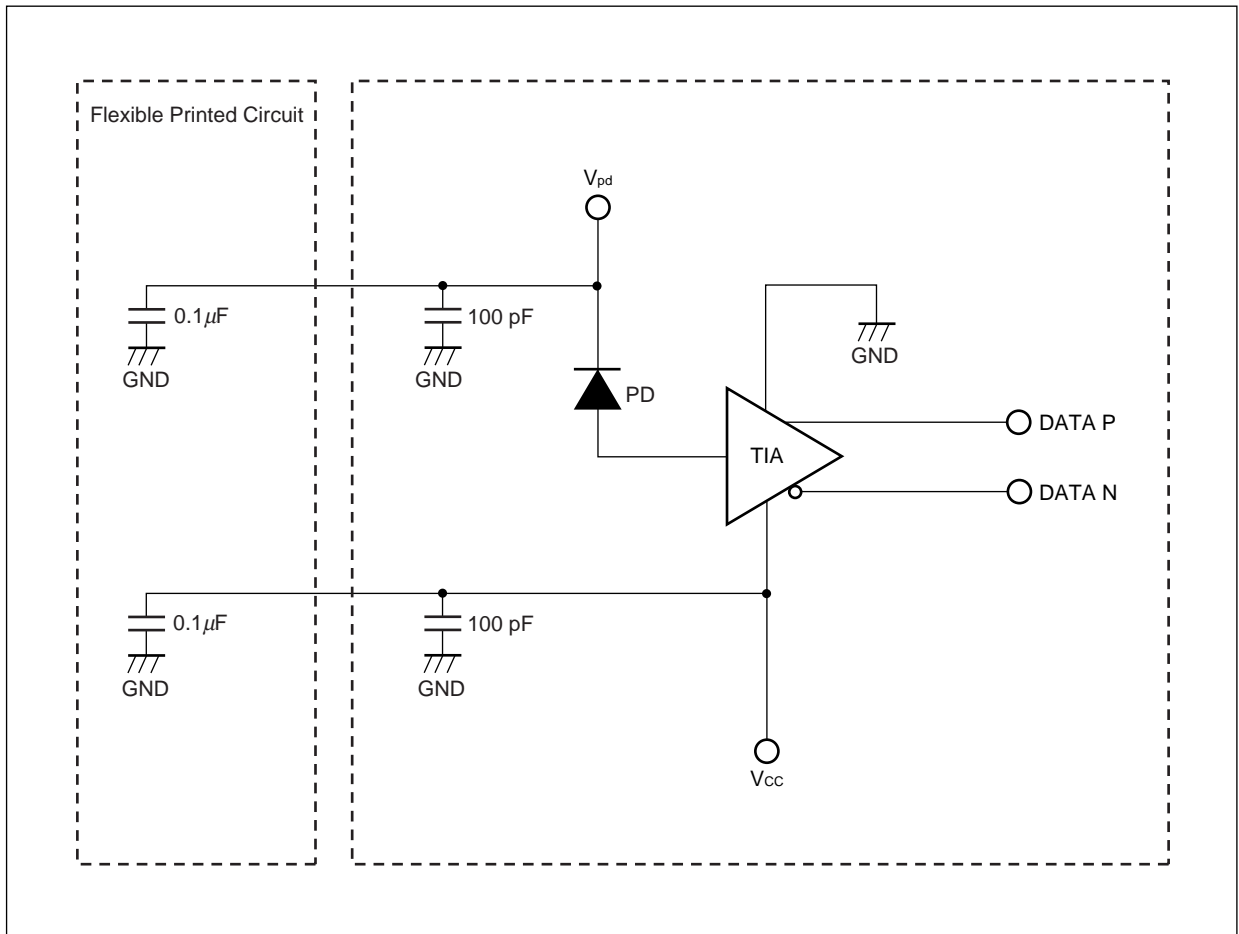 Flexible Printed Circuit
Vpd
0.1μF
GND
100 pF
GND
PD
GND
TIA
DATA P
DATA N
0.1μF
GND
100 pF
GND
VCC